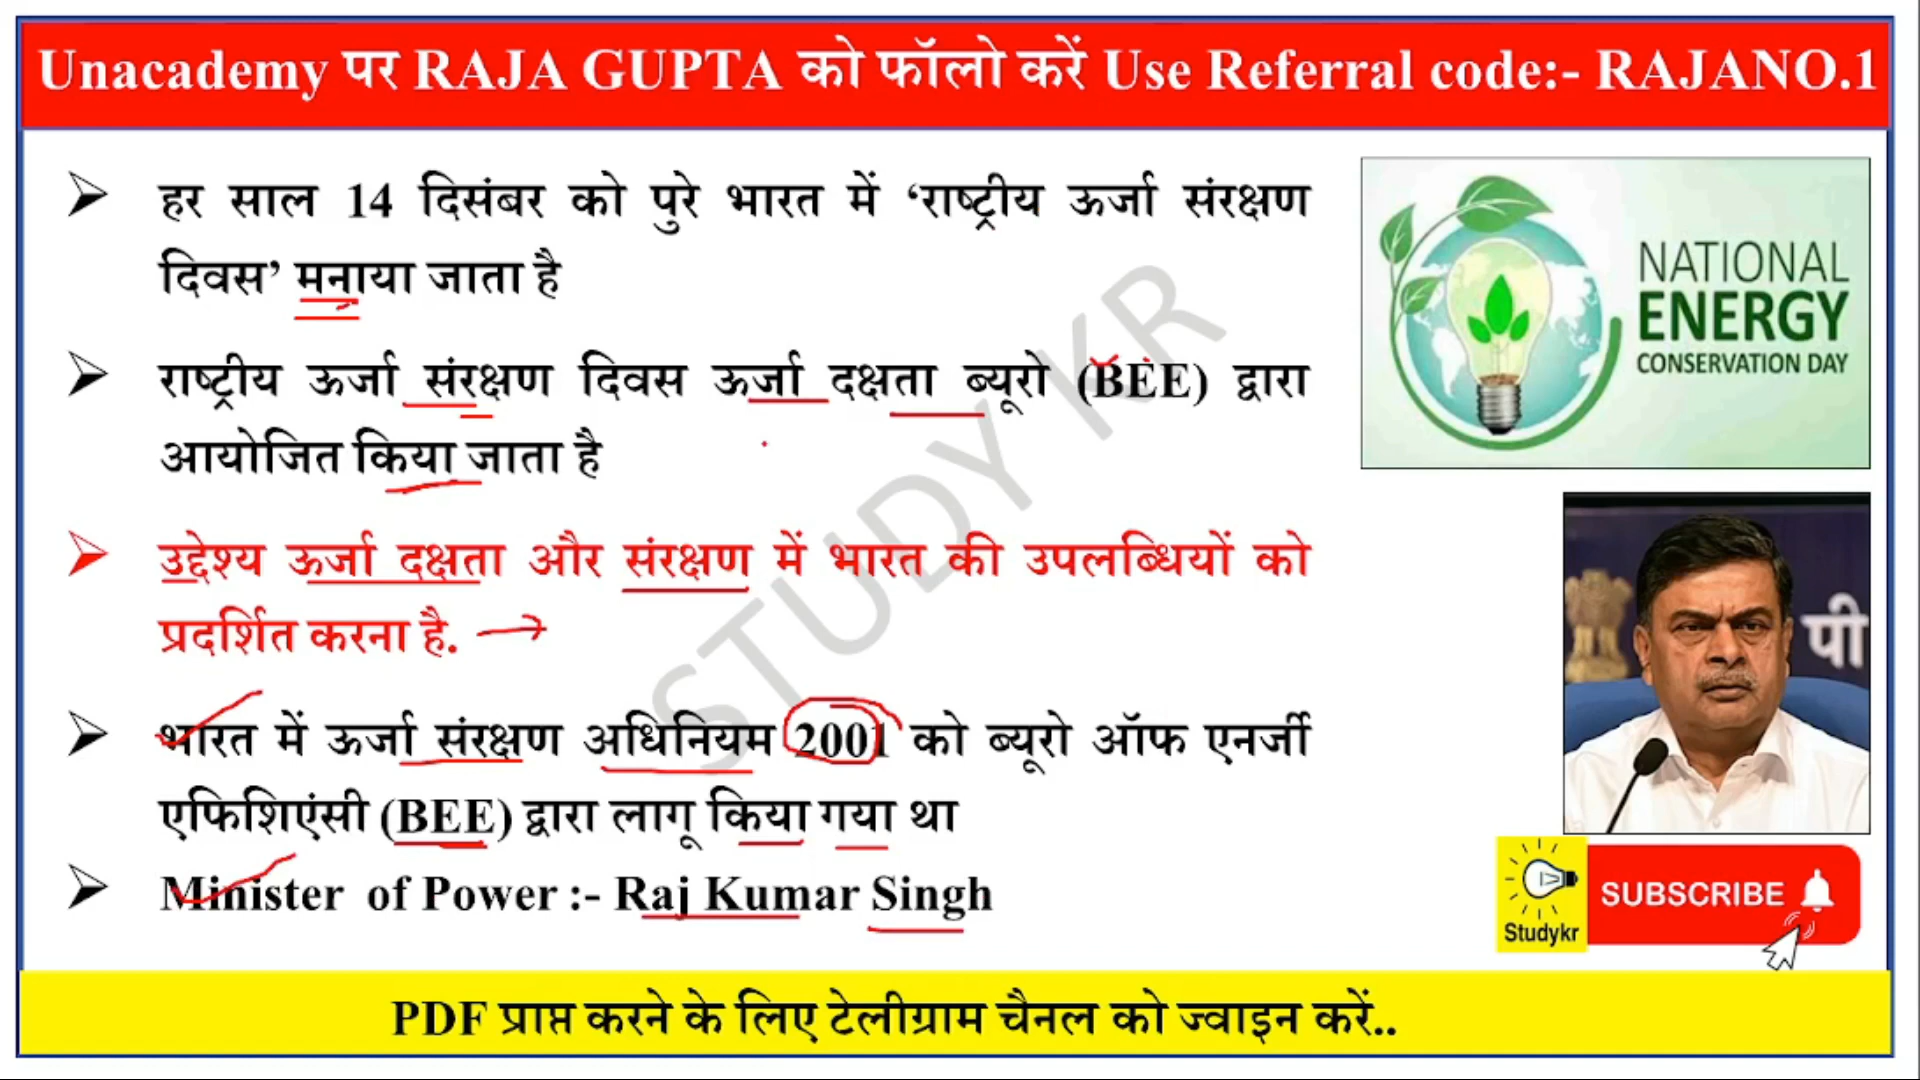 Unacademy पर RAJA GUPTA को फॉलो करें Use Referral code:- RAJANO.1
हर साल 14 दिसंबर को पुरे भारत में ‘राष्ट्रीय ऊर्जा संरक्षण
दिवस’ मनाया जाता है
राष्ट्रीय ऊर्जा संरक्षण दिवस ऊर्जा दक्षता ब्यूरो (BEE) द्वारा
आयोजित किया जाता है
उद्देश्य ऊर्जा दक्षता और संरक्षण में भारत की उपलब्धियों को
प्रदर्शित करना है.
भारत में ऊर्जा संरक्षण अधिनियम 2001 को ब्यूरो ऑफ एनर्जी
एफिशिएंसी (BEE) द्वारा लागू किया गया था
Minister of Power :- Raj Kumar Singh
NATIONAL
ENERGY
CONSERVATION DAY
पी
STUDY KR
Studykr
SUBSCRIBE
PDF प्राप्त करने के लिए टेलीग्राम चैनल को ज्वाइन करें..